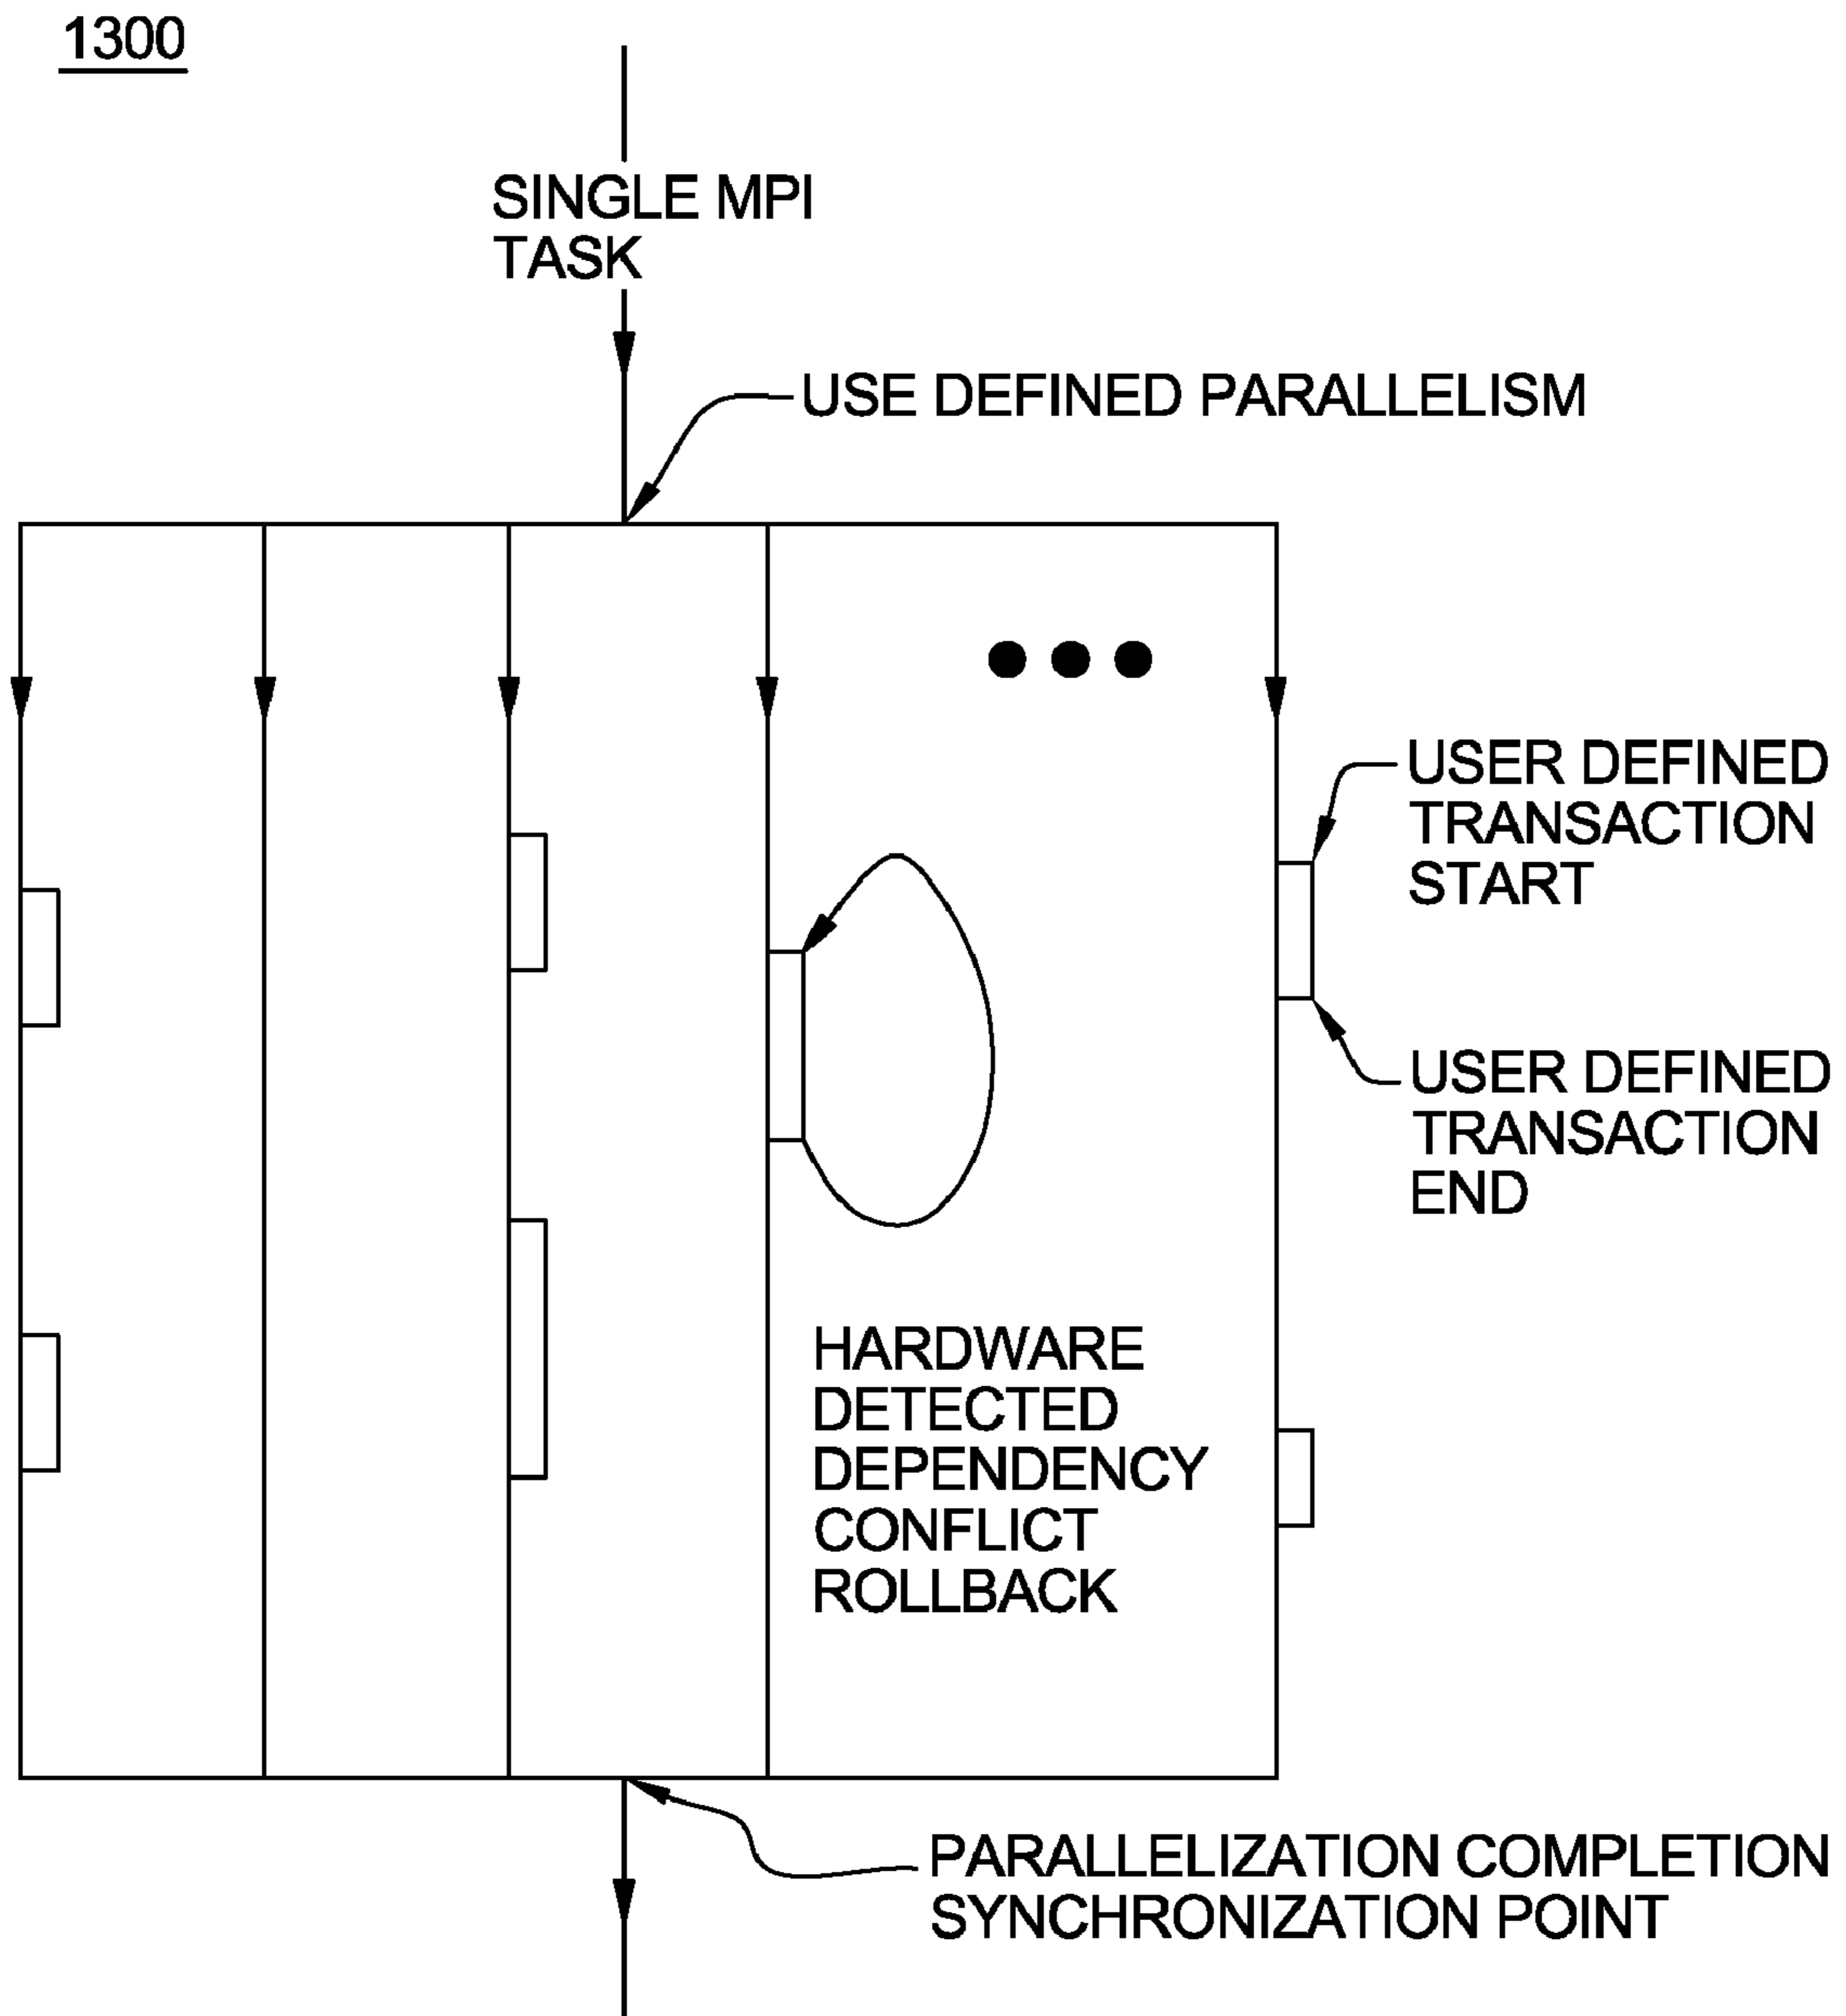 1300
SINGLE MPI
TASK
USE DEFINED PARALLELISM
USER DEFINED
TRANSACTION
START
USER DEFINED
TRANSACTION
END
HARDWARE
DETECTED
DEPENDENCY
CONFLICT
ROLLBACK
PARALLELIZATION COMPLETION
SYNCHRONIZATION POINT